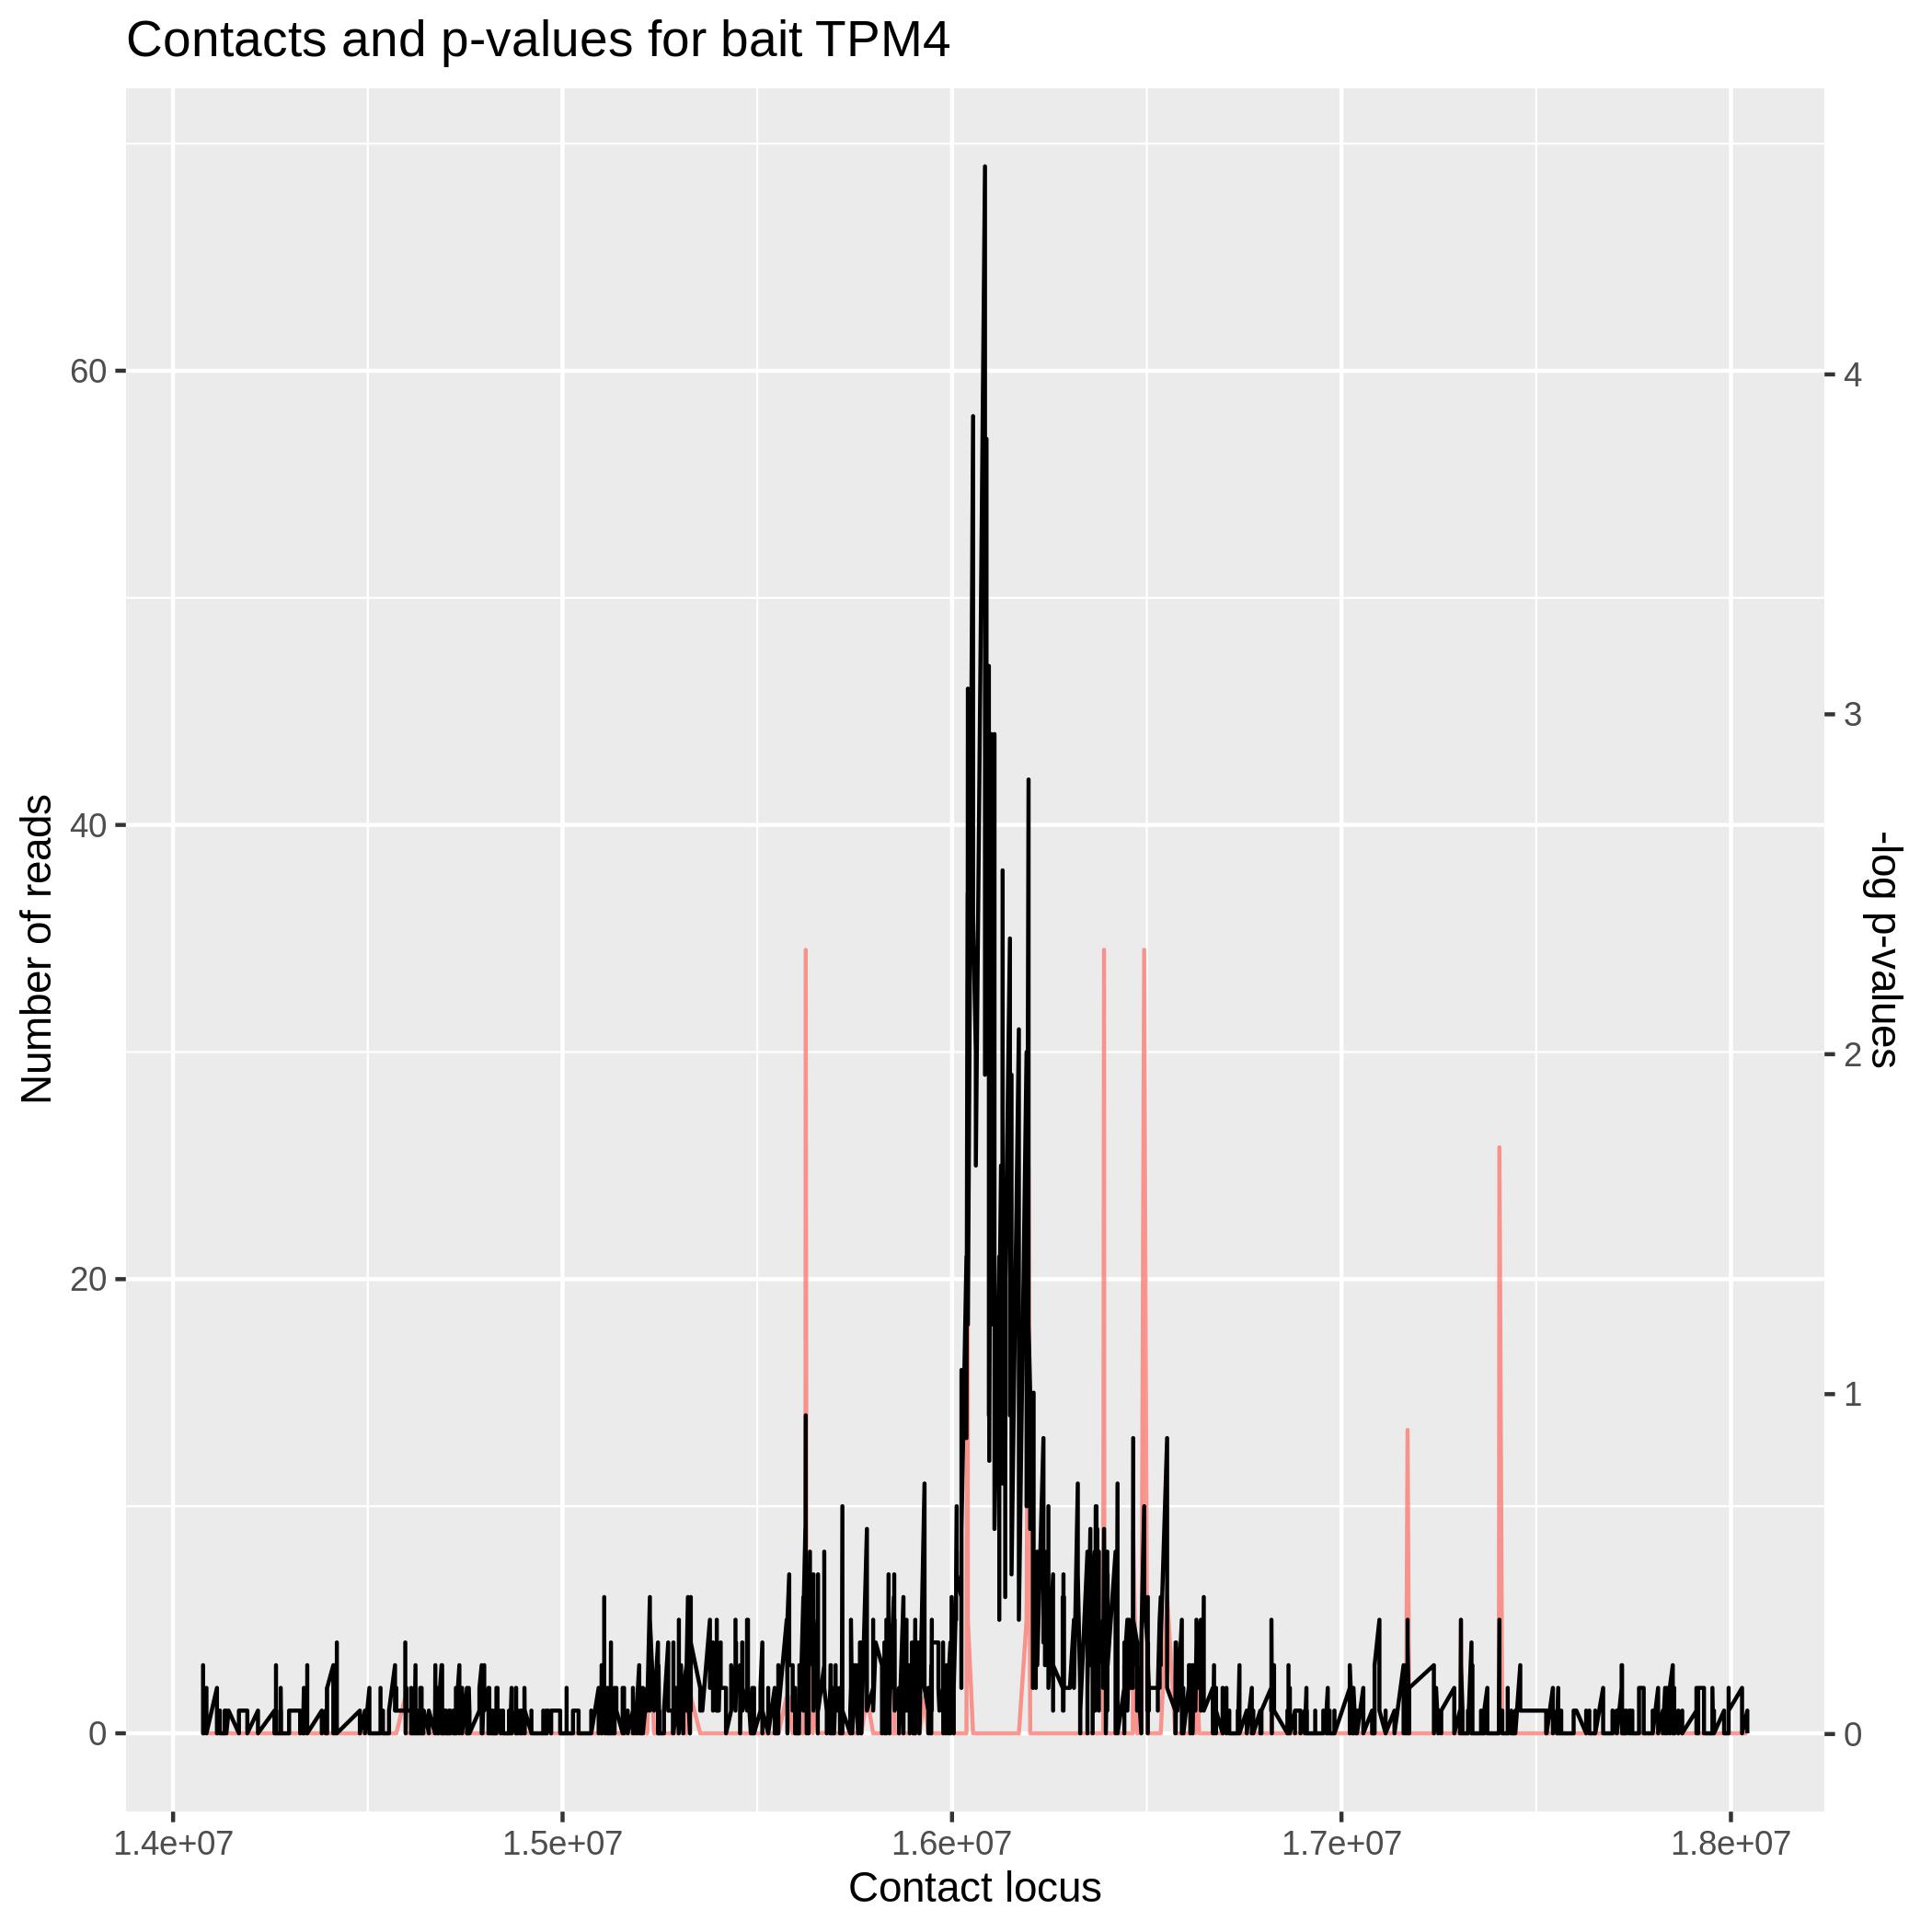 Contacts and p-values for bait TPM4
Number of reads
60
40
20
0
4
3
2
1
0
-log p-values
1.4e+07
1.5e+07
1.6e+07
1.7e+07
1.8e+07
Contact locus